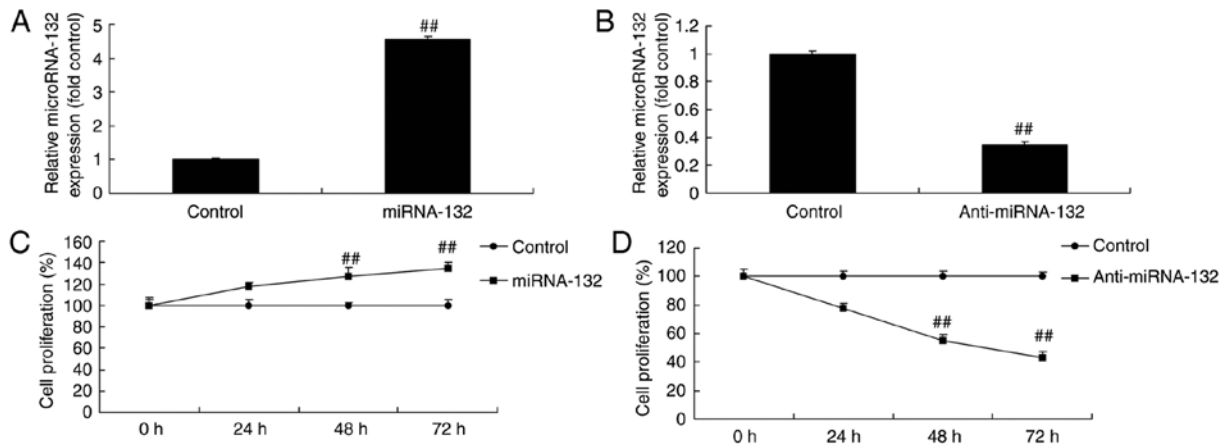 A
Relative microRNA-132
expression (fold control)
5
4
3
2
1
0
##
Control
miRNA-132
B
Relative microRNA-132
expression (fold control)
1.2
1
0.8
0.6
0.4
0.2
0
##
Control
Anti-miRNA-132
C
Cell proliferation (%)
160
140
120
100
80
60
40
20
0
##
##
Control
miRNA-132
0 h
24 h
48 h
72 h
D
Cell proliferation (%)
120
100
80
60
40
20
0
##
##
Control
Anti-miRNA-132
0 h
24 h
48 h
72 h